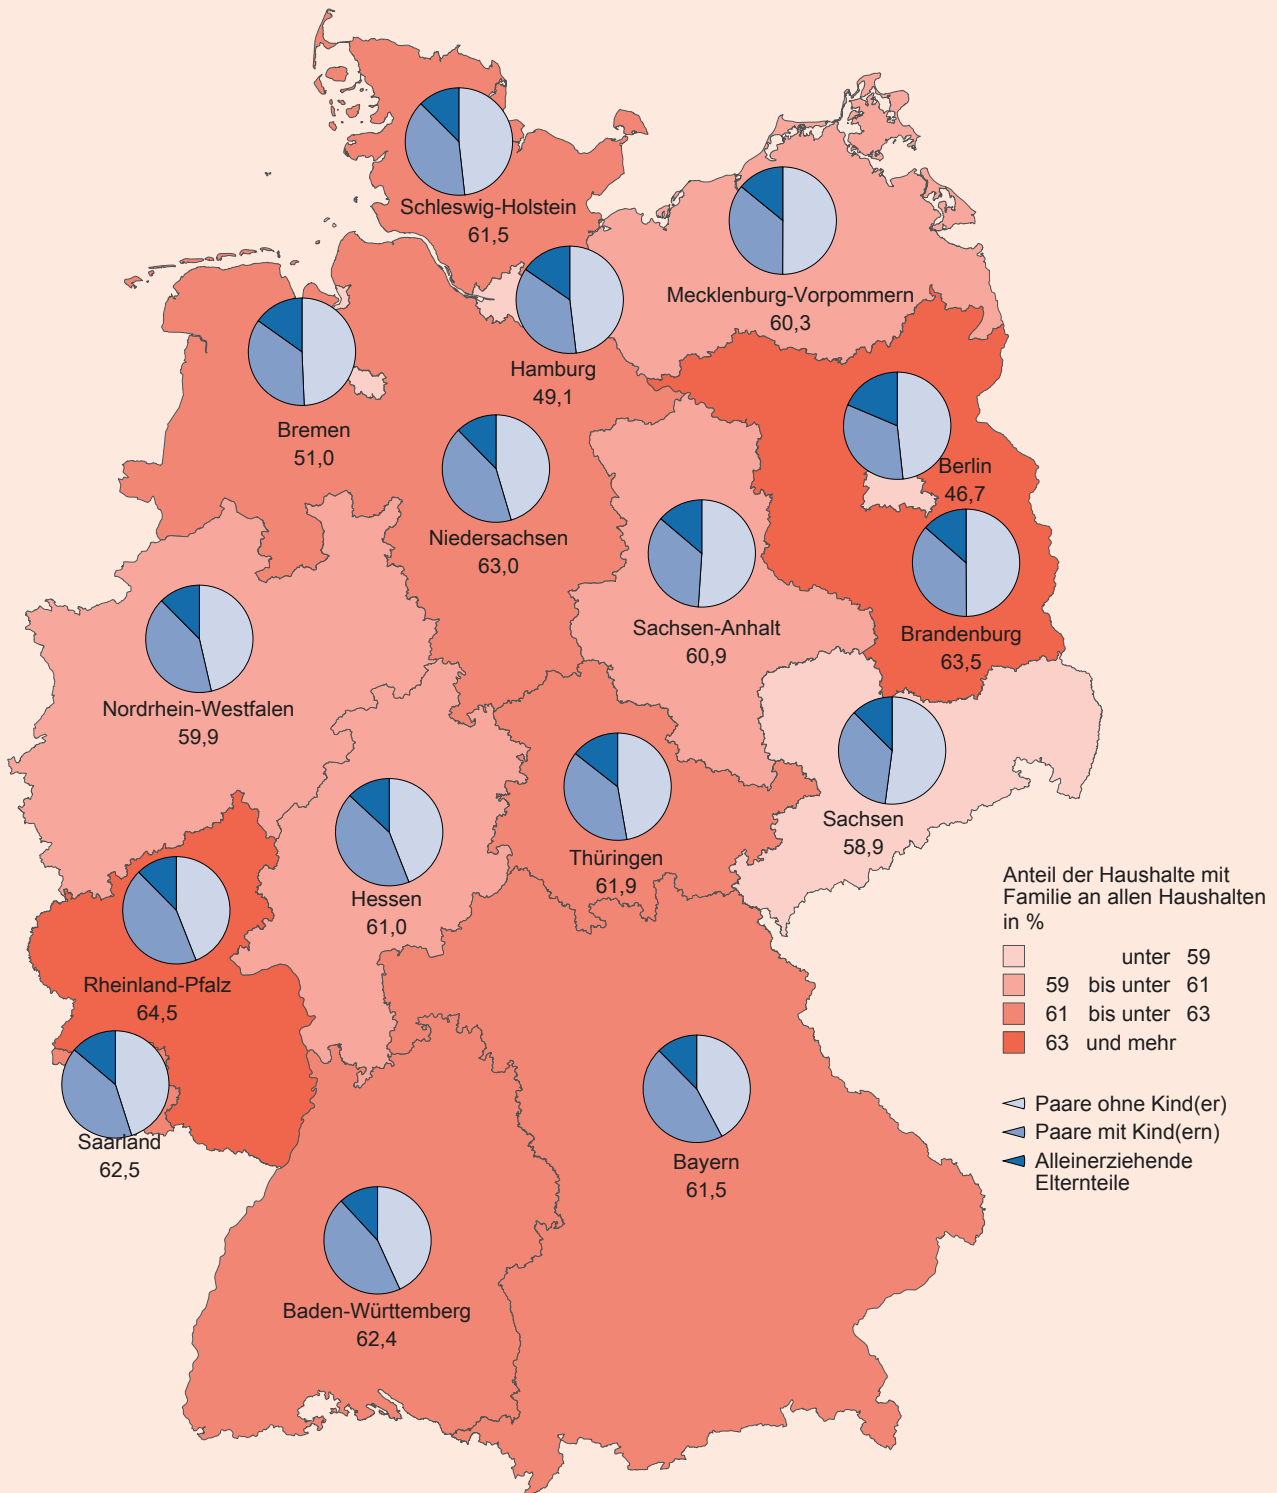 Schleswig-Holstein
61,5
Mecklenburg-Vorpommern
60,3
Hamburg
49,1
Bremen
51,0
Berlin
46,7
Niedersachsen
63,0
Sachsen-Anhalt
60,9
Brandenburg
63,5
Nordrhein-Westfalen
59,9
Sachsen
58,9
Thüringen
61,9
Hessen
61,0
Rheinland-Pfalz
64,5
Saarland
62,5
Bayern
61,5
Baden-Württemberg
62,4
Anteil der Haushalte mit
Familie an allen Haushalten
in %
unter 59
59 bis unter 61
61 bis unter 63
63 und mehr
Paare ohne Kind(er)
Paare mit Kind(ern)
Alleinerziehende
Elternteile